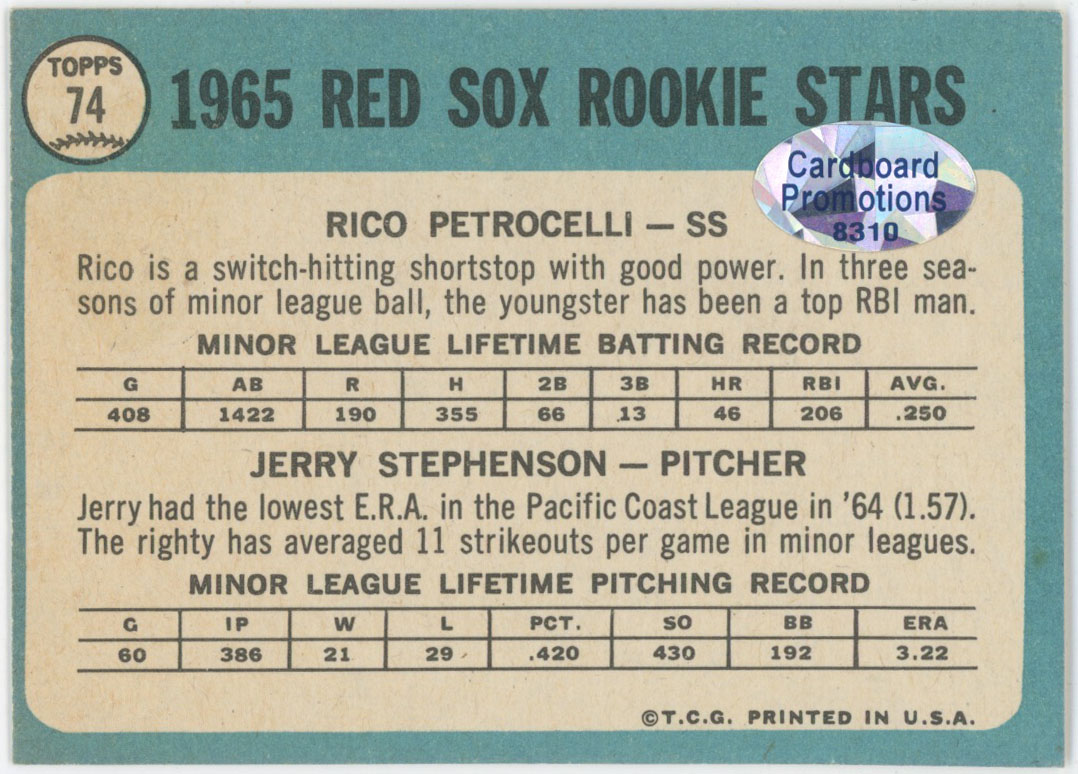 TOPPS
74
1965 RED SOX ROOKIE STARS
Cardboard
Promotions
8310
RICO PETROCELLI — SS
Rico is a switch-hitting shortstop with good power. In three sea-
sons of minor league ball, the youngster has been a top RBI man.
MINOR LEAGUE LIFETIME BATTING RECORD
G AB R H 2B 3B HR RBI AVG.
408 1422 190 355 66 13 46 206 .250
JERRY STEPHENSON — PITCHER
Jerry had the lowest E.R.A. in the Pacific Coast League in '64 (1.57).
The righty has averaged 11 strikeouts per game in minor leagues.
MINOR LEAGUE LIFETIME PITCHING RECORD
G IP W L PCT. SO BB ERA
60 386 21 29 .420 430 192 3.22
©T.C.G. PRINTED IN U.S.A.